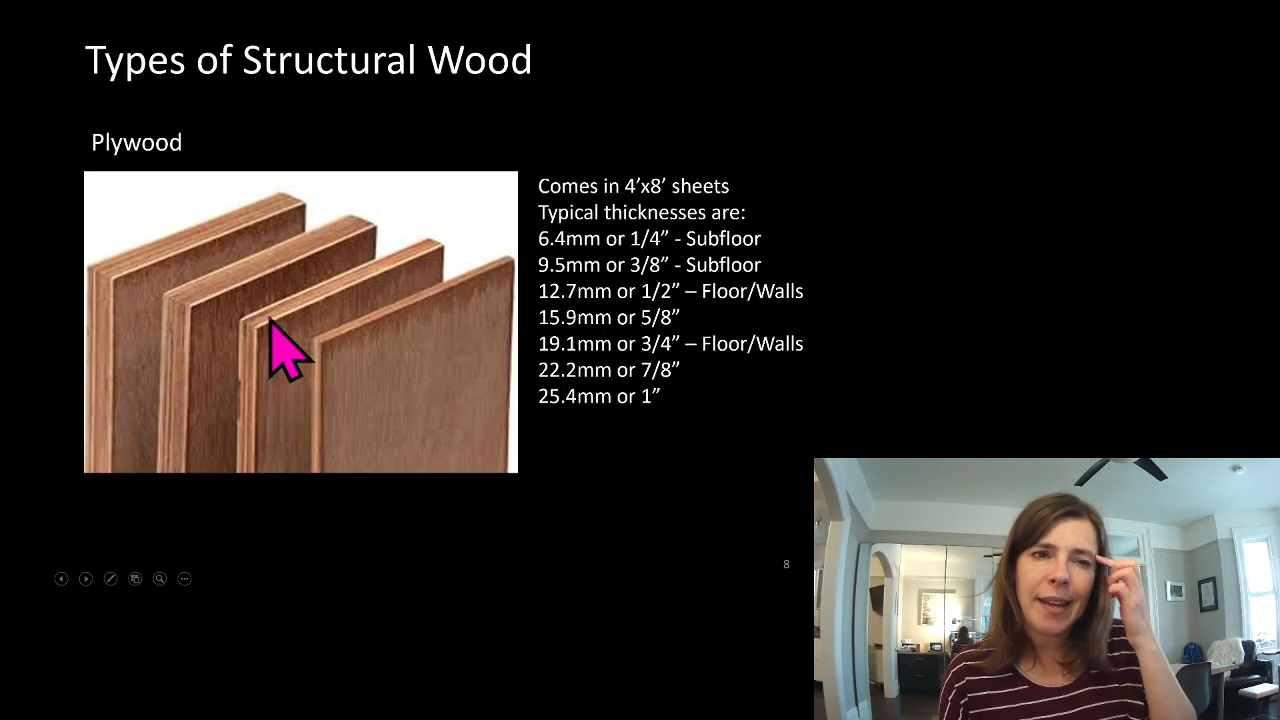 Types of Structural Wood
Plywood
Comes in 4’x8’ sheets
Typical thicknesses are:
6.4mm or 1/4” - Subfloor
9.5mm or 3/8” - Subfloor
12.7mm or 1/2” – Floor/Walls
15.9mm or 5/8”
19.1mm or 3/4” – Floor/Walls
22.2mm or 7/8”
25.4mm or 1”
8